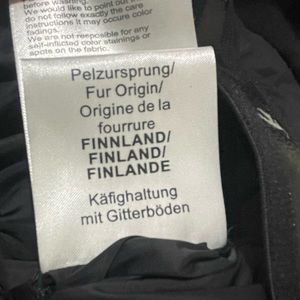 before washing.
We would like to point out
do not follow exactly the care
instructions it may occur color
fadings.
We are not responsible for any
self-inflicted color stainings or
spots on the fabric.
Pelzursprung/
Fur Origin/
Origine de la
fourrure
FINNLAND/
FINLAND/
FINLANDE
Käfighaltung
mit Gitterböden